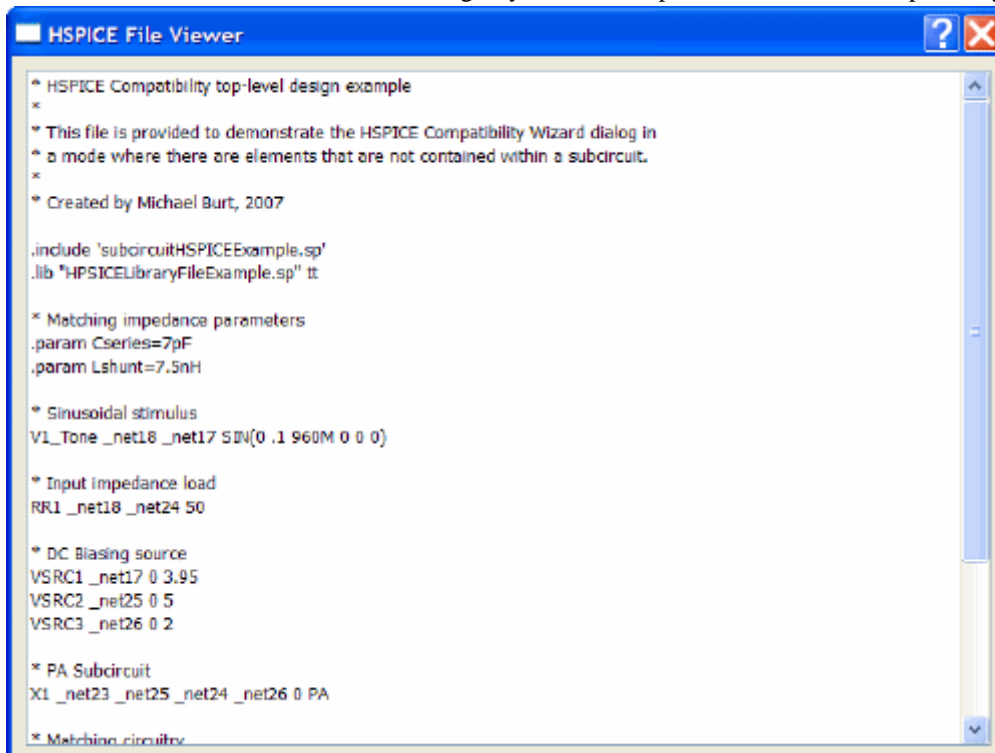 HSPICE File Viewer
* HSPICE Compatibility top-level design example
*
* This file is provided to demonstrate the HSPICE Compatibility Wizard dialog in
* a mode where there are elements that are not contained within a subcircuit.
*
* Created by Michael Burt, 2007
.include 'subcircuitHSPICEExample.sp'
.lib "HPSICELibraryFileExample.sp" tt
* Matching impedance parameters
.param Cseries=7pF
.param Lshunt=7.5nH
* Sinusoidal stimulus
V1_Tone _net18 _net17 SIN(0 .1 960M 0 0 0)
* Input impedance load
RR1 _net18 _net24 50
* DC Biasing source
VSRC1 _net17 0 3.95
VSRC2 _net25 0 5
VSRC3 _net26 0 2
* PA Subcircuit
X1 _net23 _net25 _net24 _net26 0 PA
* Matching circuitry